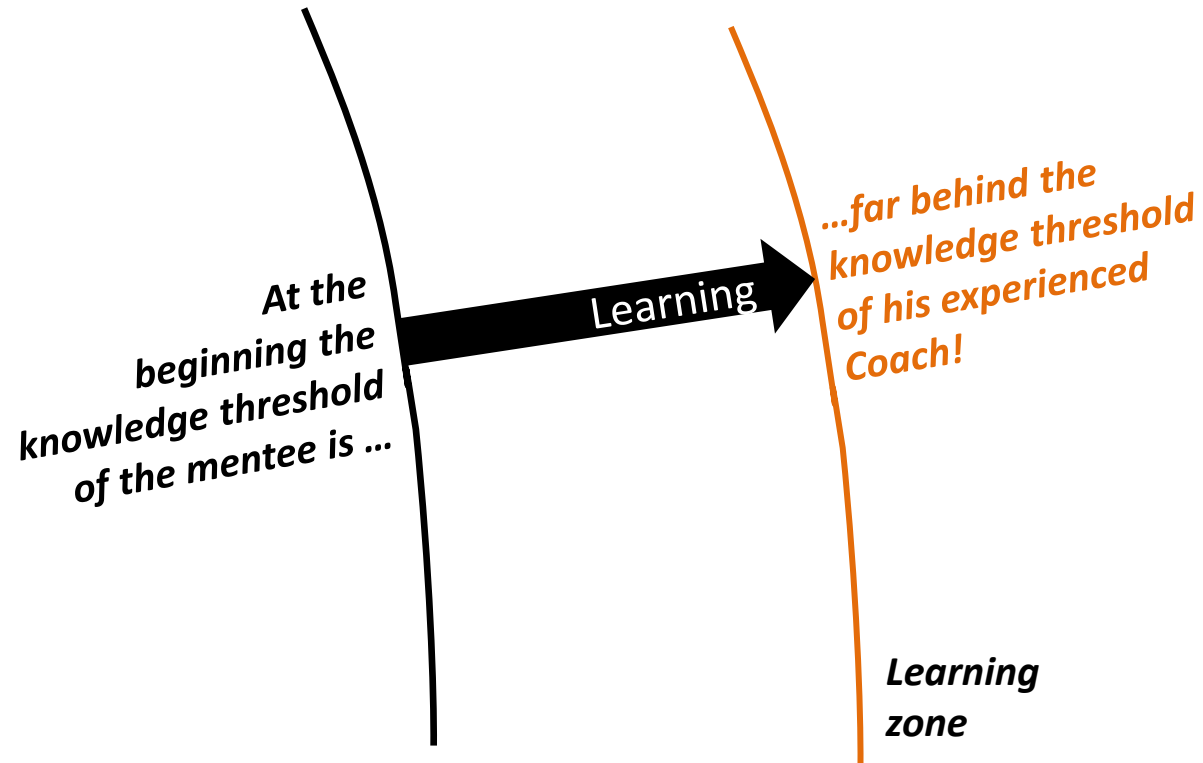 At the
beginning the
knowledge threshold
of the mentee is ...
Learning
...far behind the
knowledge threshold
of his experienced
Coach!
Learning
zone